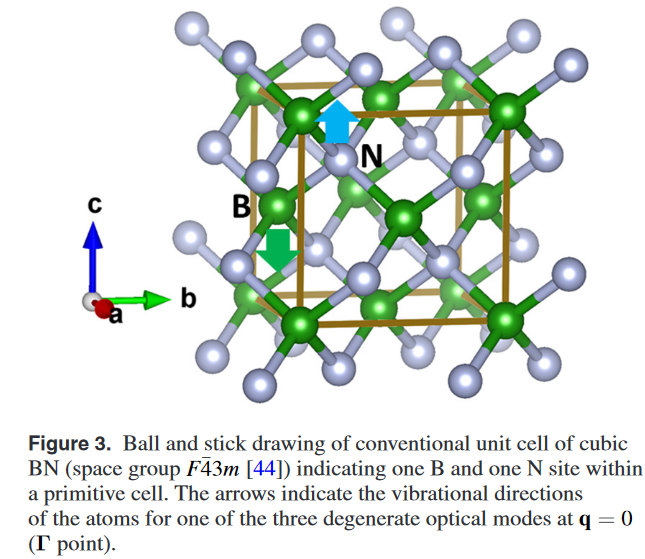 N
B
c
b
a
Figure 3. Ball and stick drawing of conventional unit cell of cubic
BN (space group F4̄3m [44]) indicating one B and one N site within
a primitive cell. The arrows indicate the vibrational directions
of the atoms for one of the three degenerate optical modes at q = 0
(Γ point).